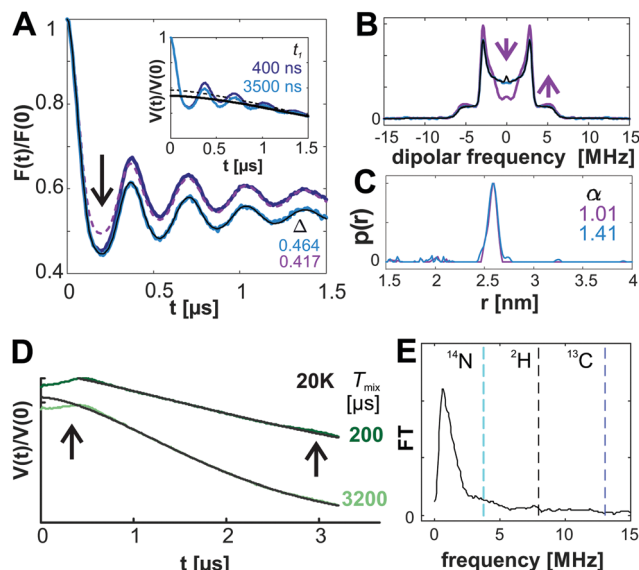 A
F(t)/F(0)
1
0.8
0.6
0.4
0
0.5
1
1.5
t [µs]
Δ
0.464
0.417
V(t)/V(0)
1
0
0.5
1
1.5
t [µs]
t₁
400 ns
3500 ns
B
0
-15
-10
-5
0
5
10
15
dipolar frequency [MHz]
C
p(r)
0
1.5
2
2.5
3
3.5
4
r [nm]
α
1.01
1.41
D
V(t)/V(0)
20K
Tmix
[µs]
200
3200
0
1
2
3
t [µs]
E
FT
0
¹⁴N
²H
¹³C
0
5
10
15
frequency [MHz]